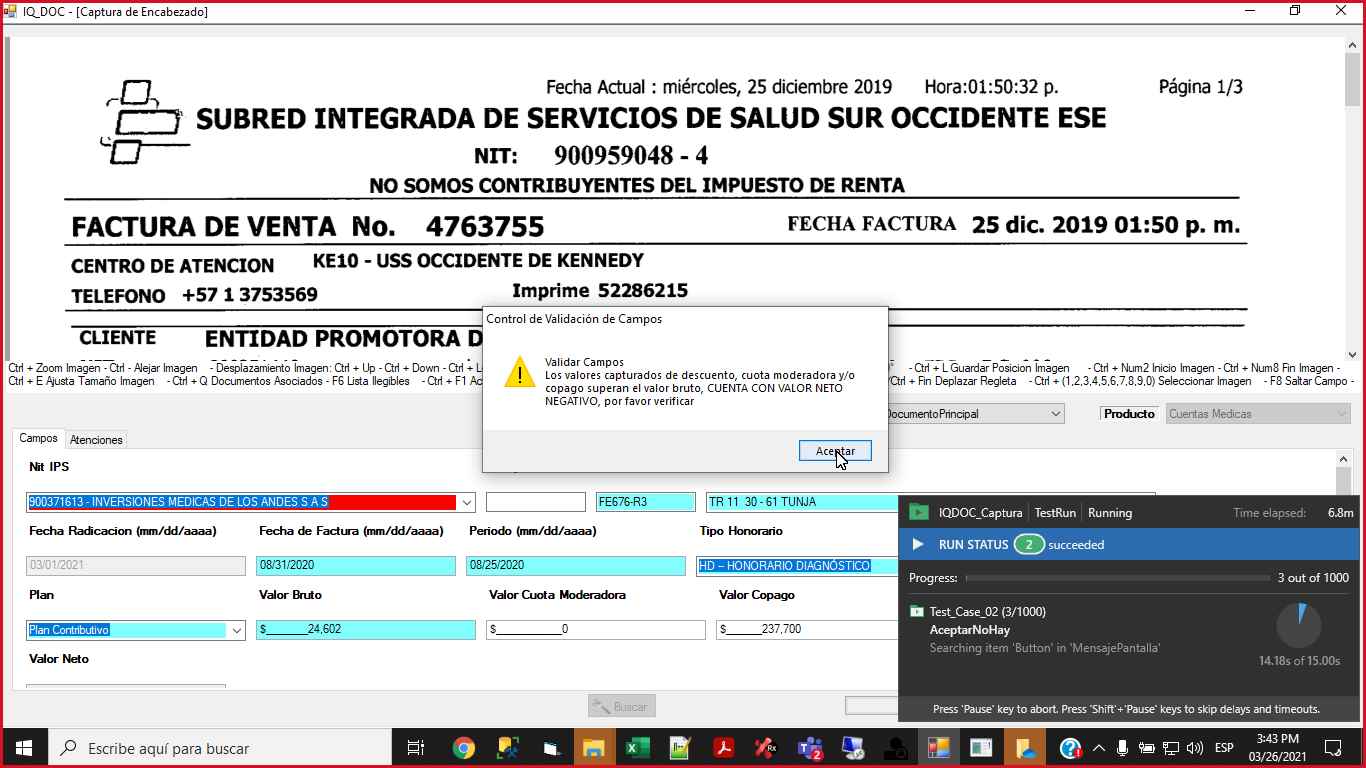 IQ_DOC - [Captura de Encabezado]
Fecha Actual : miércoles, 25 diciembre 2019 Hora:01:50:32 p. Página 1/3
SUBRED INTEGRADA DE SERVICIOS DE SALUD SUR OCCIDENTE ESE
NIT: 900959048 - 4
NO SOMOS CONTRIBUYENTES DEL IMPUESTO DE RENTA
FACTURA DE VENTA No. 4763755 FECHA FACTURA 25 dic. 2019 01:50 p. m.
CENTRO DE ATENCION KE10 - USS OCCIDENTE DE KENNEDY
TELEFONO +57 1 3753569 Imprime 52286215
CLIENTE ENTIDAD PROMOTORA D
Ctrl + Zoom Imagen - Ctrl - Alejar Imagen - Desplazamiento Imagen: Ctrl + Up - Ctrl + Down - Ctrl + L - Ctrl + L Guardar Posicion Imagen - Ctrl + Num2 Inicio Imagen - Ctrl + Num8 Fin Imagen -
Ctrl + E Ajusta Tamaño Imagen - Ctrl + Q Documentos Asociados - F6 Lista Ilegibles - Ctrl + F1 Ac /Ctrl + Fin Deplazar Regleta - Ctrl + (1,2,3,4,5,6,7,8,9,0) Seleccionar Imagen - F8 Saltar Campo -
Control de Validación de Campos
Validar Campos
Los valores capturados de descuento, cuota moderadora y/o
copago superan el valor bruto, CUENTA CON VALOR NETO
NEGATIVO, por favor verificar
Aceptar
DocumentoPrincipal Producto Cuentas Medicas
Campos Atenciones
Nit IPS
900371613 - INVERSIONES MEDICAS DE LOS ANDES S A S FE676-R3 TR 11 30 - 61 TUNJA
Fecha Radicacion (mm/dd/aaaa) Fecha de Factura (mm/dd/aaaa) Periodo (mm/dd/aaaa) Tipo Honorario
03/01/2021 08/31/2020 08/25/2020 HD – HONORARIO DIAGNÓSTICO
Plan Valor Bruto Valor Cuota Moderadora Valor Copago
Plan Contributivo $_______24,602 $__________0 $______237,700
Valor Neto
Buscar
IQDOC_Captura TestRun Running Time elapsed: 6.8m
RUN STATUS 2 succeeded
Progress: 3 out of 1000
Test_Case_02 (3/1000)
AceptarNoHay
Searching item 'Button' in 'MensajePantalla'
14.18s of 15.00s
Press 'Pause' key to abort. Press 'Shift'+'Pause' keys to skip delays and timeouts.
Escribe aquí para buscar
Rx
2
ESP
3:43 PM
03/26/2021